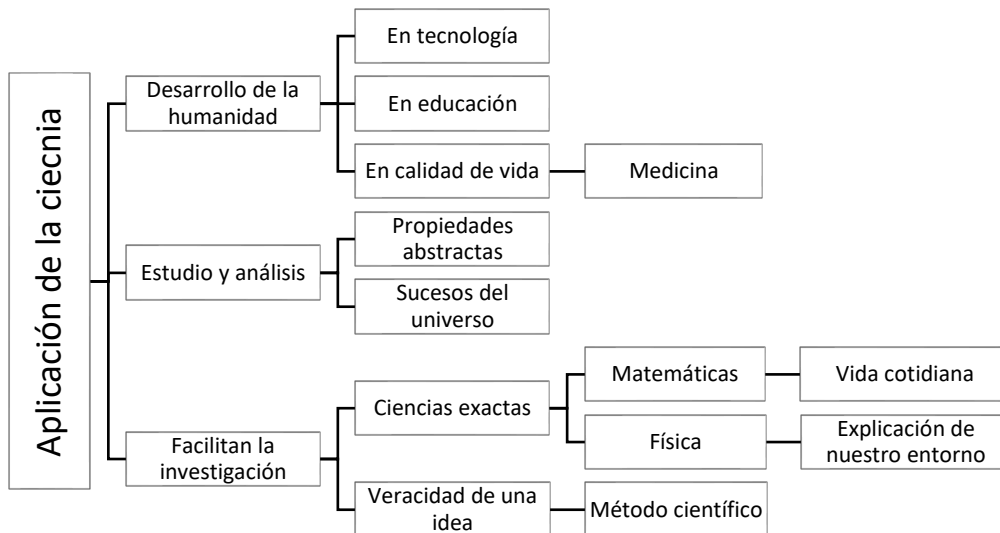 Aplicación de la ciecnia
Desarrollo de la
humanidad
En tecnología
En educación
En calidad de vida
Medicina
Estudio y análisis
Propiedades
abstractas
Sucesos del
universo
Facilitan la
investigación
Ciencias exactas
Matemáticas
Vida cotidiana
Física
Explicación de
nuestro entorno
Veracidad de una
idea
Método científico